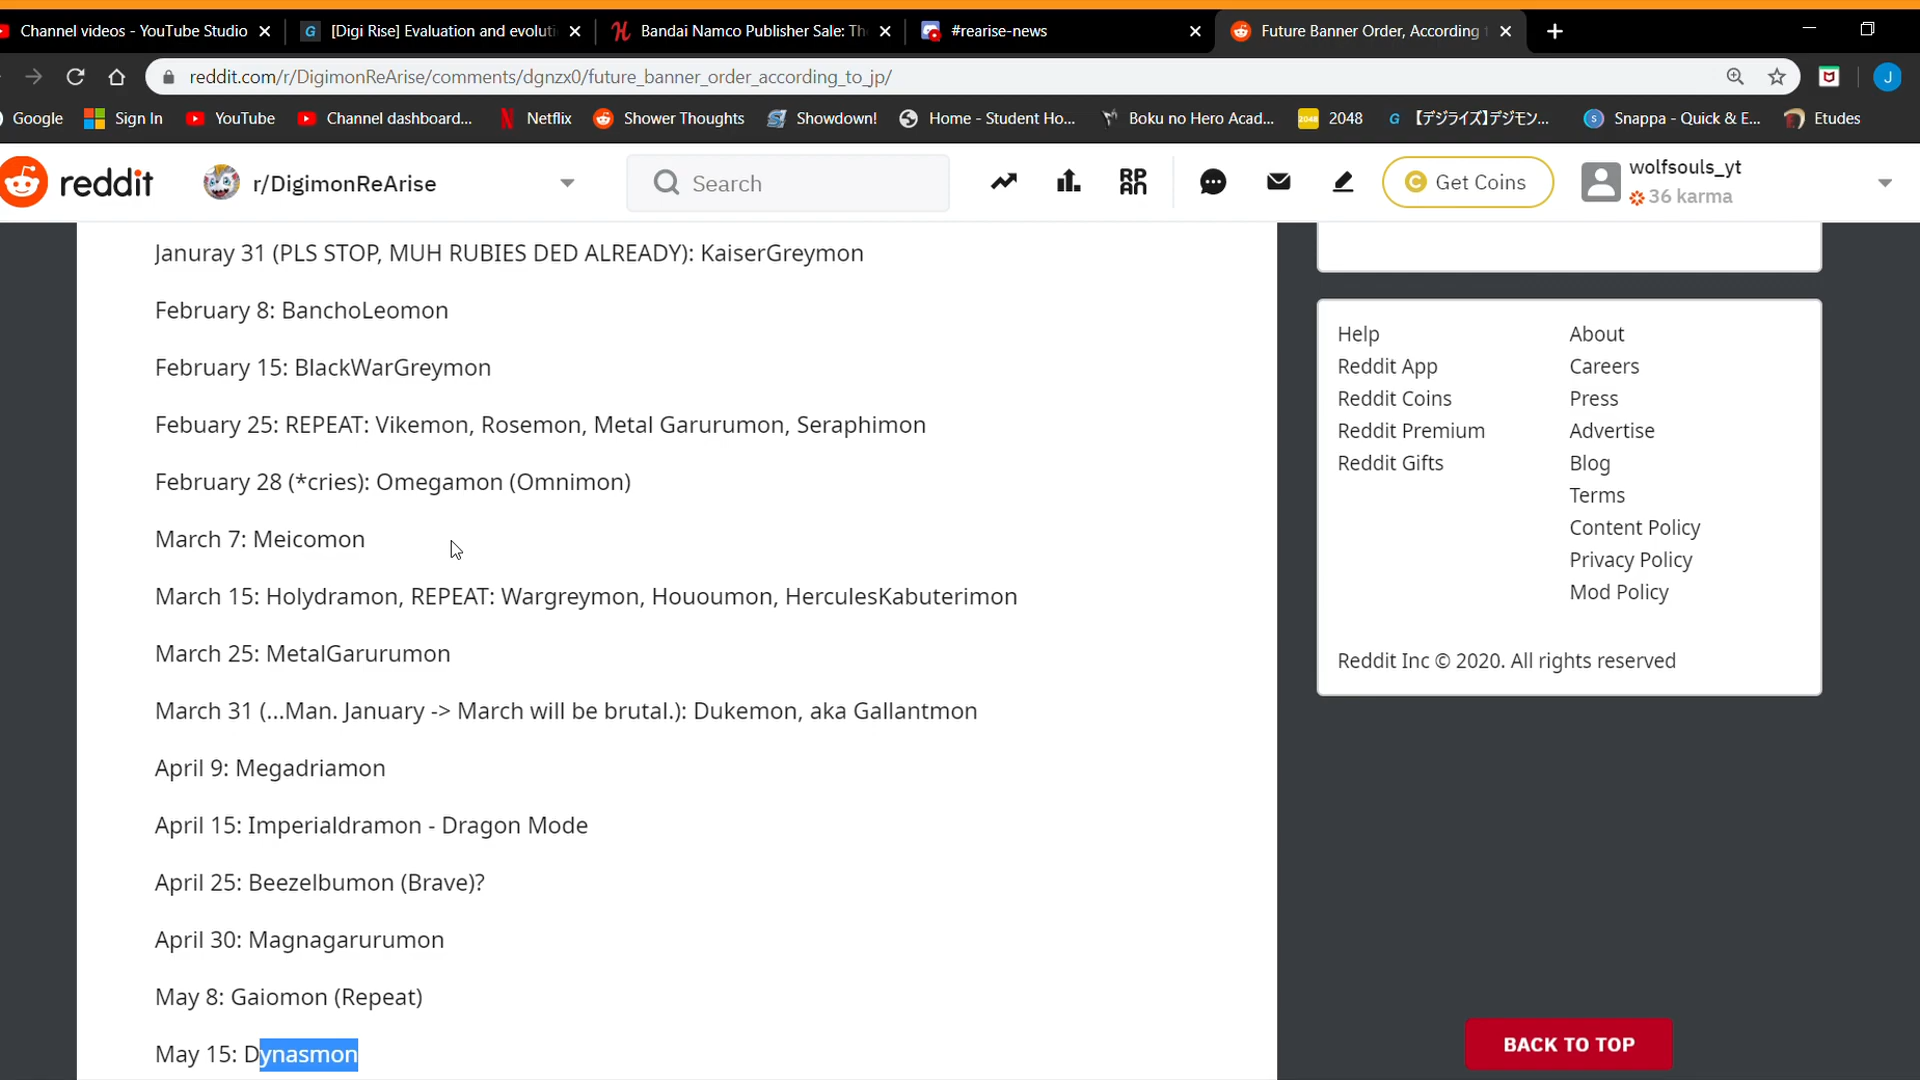 Channel videos - YouTube Studio
G [Digi Rise] Evaluation and evoluti
Bandai Namco Publisher Sale: Th
#rearise-news
Future Banner Order, According t
reddit.com/r/DigimonReArise/comments/dgnzx0/future_banner_order_according_to_jp/
J
Google
Sign In
YouTube
Channel dashboard...
Netflix
Shower Thoughts
Showdown!
Home - Student Ho...
Boku no Hero Acad...
2048
G 【デジライズ】デジモン...
Snappa - Quick & E...
Etudes
reddit
r/DigimonReArise
Search
RPAN
Get Coins
wolfsouls_yt
36 karma
Januray 31 (PLS STOP, MUH RUBIES DED ALREADY): KaiserGreymon
February 8: BanchoLeomon
February 15: BlackWarGreymon
Febuary 25: REPEAT: Vikemon, Rosemon, Metal Garurumon, Seraphimon
February 28 (*cries): Omegamon (Omnimon)
March 7: Meicomon
March 15: Holydramon, REPEAT: Wargreymon, Hououmon, HerculesKabuterimon
March 25: MetalGarurumon
March 31 (...Man. January -> March will be brutal.): Dukemon, aka Gallantmon
April 9: Megadriamon
April 15: Imperialdramon - Dragon Mode
April 25: Beezelbumon (Brave)?
April 30: Magnagarurumon
May 8: Gaiomon (Repeat)
May 15: Dynasmon
Help
Reddit App
Reddit Coins
Reddit Premium
Reddit Gifts
About
Careers
Press
Advertise
Blog
Terms
Content Policy
Privacy Policy
Mod Policy
Reddit Inc © 2020. All rights reserved
BACK TO TOP